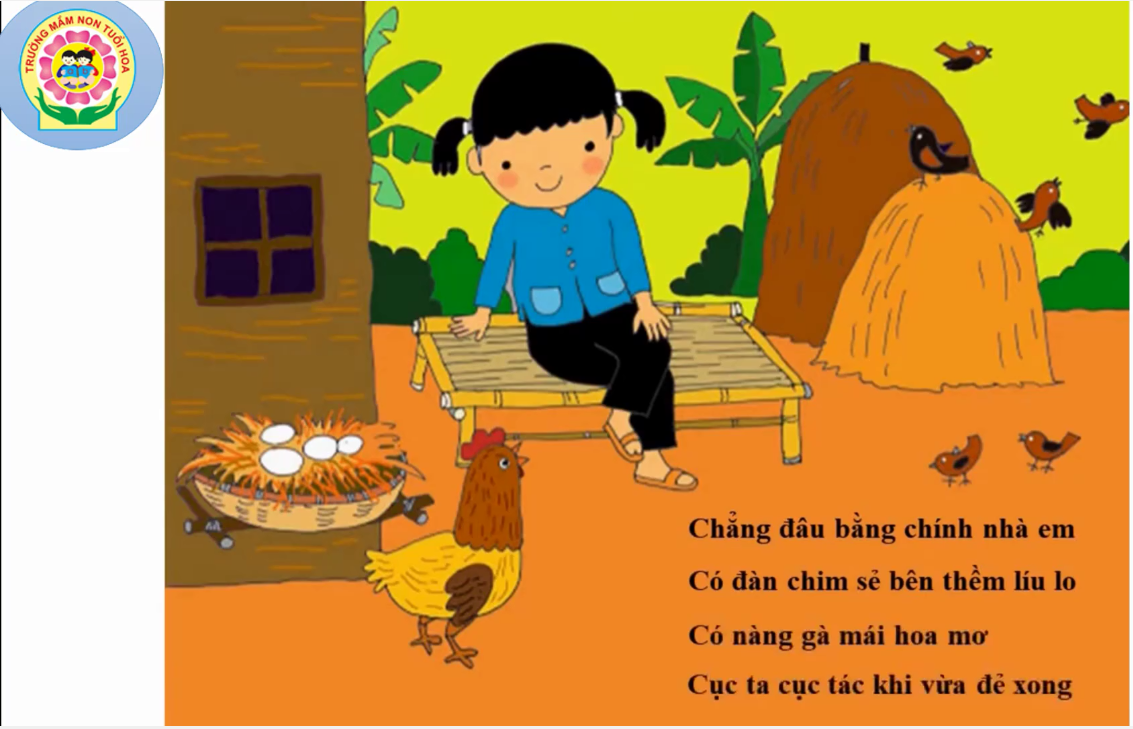 TRƯỜNG MẦM NON TUỔI HOA
Chẳng đâu bằng chính nhà em
Có đàn chim sẻ bên thềm líu lo
Có nàng gà mái hoa mơ
Cục ta cục tác khi vừa đẻ xong